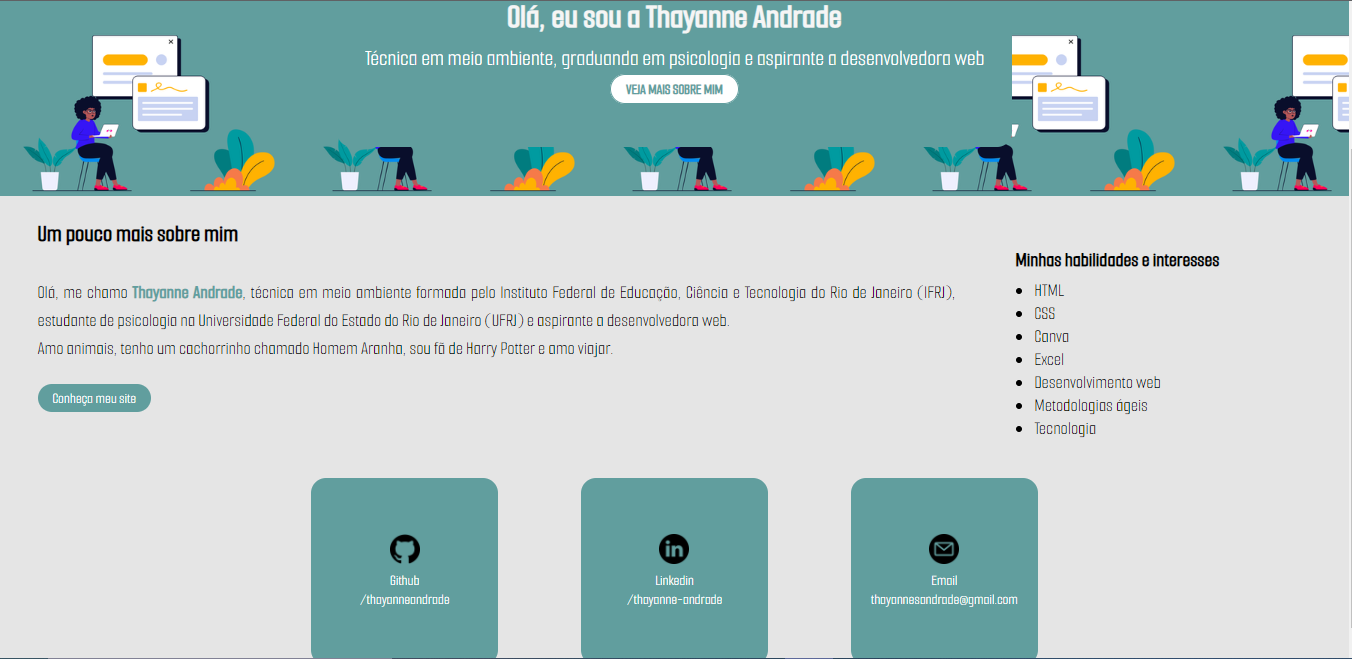 Olá, eu sou a Thayanne Andrade
Técnica em meio ambiente, graduanda em psicologia e aspirante a desenvolvedora web
VEJA MAIS SOBRE MIM
Um pouco mais sobre mim
Olá, me chamo Thayanne Andrade, técnica em meio ambiente formada pelo Instituto Federal de Educação, Ciência e Tecnologia do Rio de Janeiro (IFRJ),
estudante de psicologia na Universidade Federal do Estado do Rio de Janeiro (UFRJ) e aspirante a desenvolvedora web.
Amo animais, tenho um cachorrinho chamado Homem Aranha, sou fã de Harry Potter e amo viajar.
Conheça meu site
Minhas habilidades e interesses
HTML
CSS
Canva
Excel
Desenvolvimento web
Metodologias ágeis
Tecnologia
Github
/thayanneandrade
Linkedin
/thayanne-andrade
Email
thayannesandrade@gmail.com